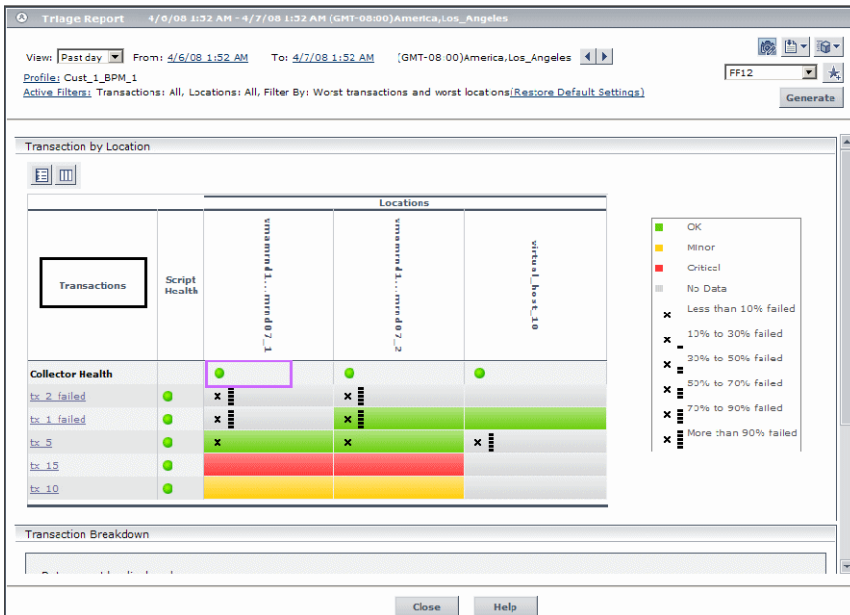 Triage Report 4/6/08 1:52 AM - 4/7/08 1:52 AM (GMT-08:00)America,Los_Angeles
View: Past day From: 4/6/08 1:52 AM To: 4/7/08 1:52 AM (GMT-08:00)America,Los_Angeles
FF12
Profile: Cust_1_BPM_1
Active Filters: Transactions: All, Locations: All, Filter By: Worst transactions and worst locations(Restore Default Settings)
Generate
Transaction by Location
Locations
Transactions
Script Health
vmamrnd1...mrnd07_1
vmamrnd1...mrnd07_2
virtual_host_10
Collector Health
tx_2_failed
tx_1_failed
tx_5
tx_15
tx_10
OK
Minor
Critical
No Data
Less than 10% failed
10% to 30% failed
30% to 50% failed
50% to 70% failed
70% to 90% failed
More than 90% failed
Transaction Breakdown
Close Help